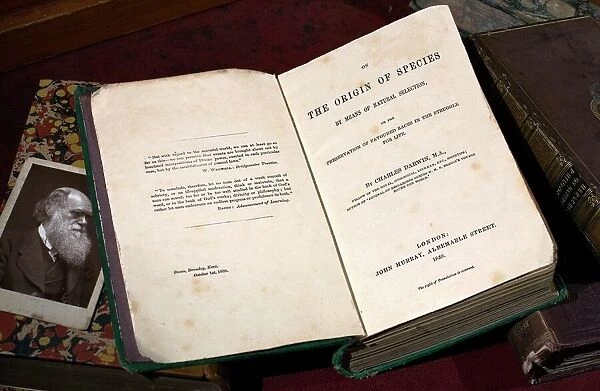 "But with regard to the material world, we can at least go so
far as this—we can perceive that events are brought about not by
insulated interpositions of Divine power, exerted in each particular
case, but by the establishment of general laws."
W. WHEWELL: Bridgewater Treatise.
"To conclude, therefore, let no man out of a weak conceit of
sobriety, or an ill-applied moderation, think or maintain, that a
man can search too far or be too well studied in the book of God's
word, or in the book of God's works; divinity or philosophy; but
rather let men endeavour an endless progress or proficience in both."
BACON: Advancement of Learning.
Down, Bromley, Kent,
October 1st, 1859.
ON
THE ORIGIN OF SPECIES
BY MEANS OF NATURAL SELECTION,
OR THE
PRESERVATION OF FAVOURED RACES IN THE STRUGGLE
FOR LIFE.
BY CHARLES DARWIN, M.A.,
FELLOW OF THE ROYAL, GEOLOGICAL, LINNÆAN, ETC., SOCIETIES;
AUTHOR OF 'JOURNAL OF RESEARCHES DURING H. M. S. BEAGLE'S VOYAGE
ROUND THE WORLD.'
LONDON:
JOHN MURRAY, ALBEMARLE STREET.
1859.
The right of Translation is reserved.